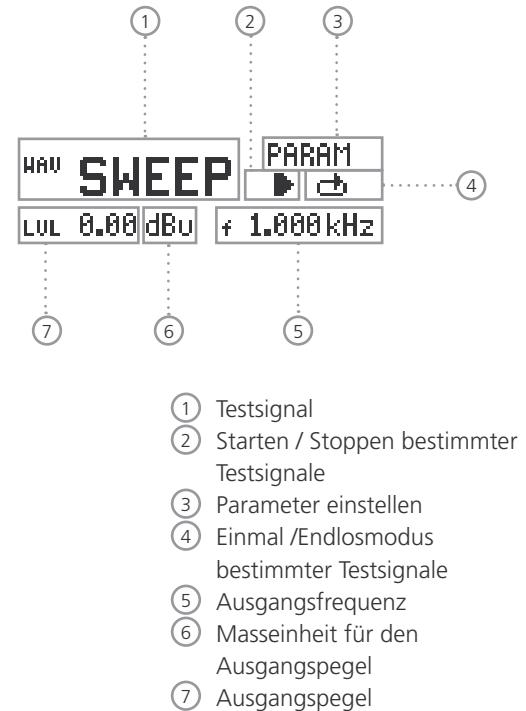 1 2 3
PARAM
WAV SWEEP
4
LVL 0.00 dBu f 1.000kHz
7 6 5
1 Testsignal
2 Starten / Stoppen bestimmter
Testsignale
3 Parameter einstellen
4 Einmal /Endlosmodus
bestimmter Testsignale
5 Ausgangsfrequenz
6 Masseinheit für den
Ausgangspegel
7 Ausgangspegel